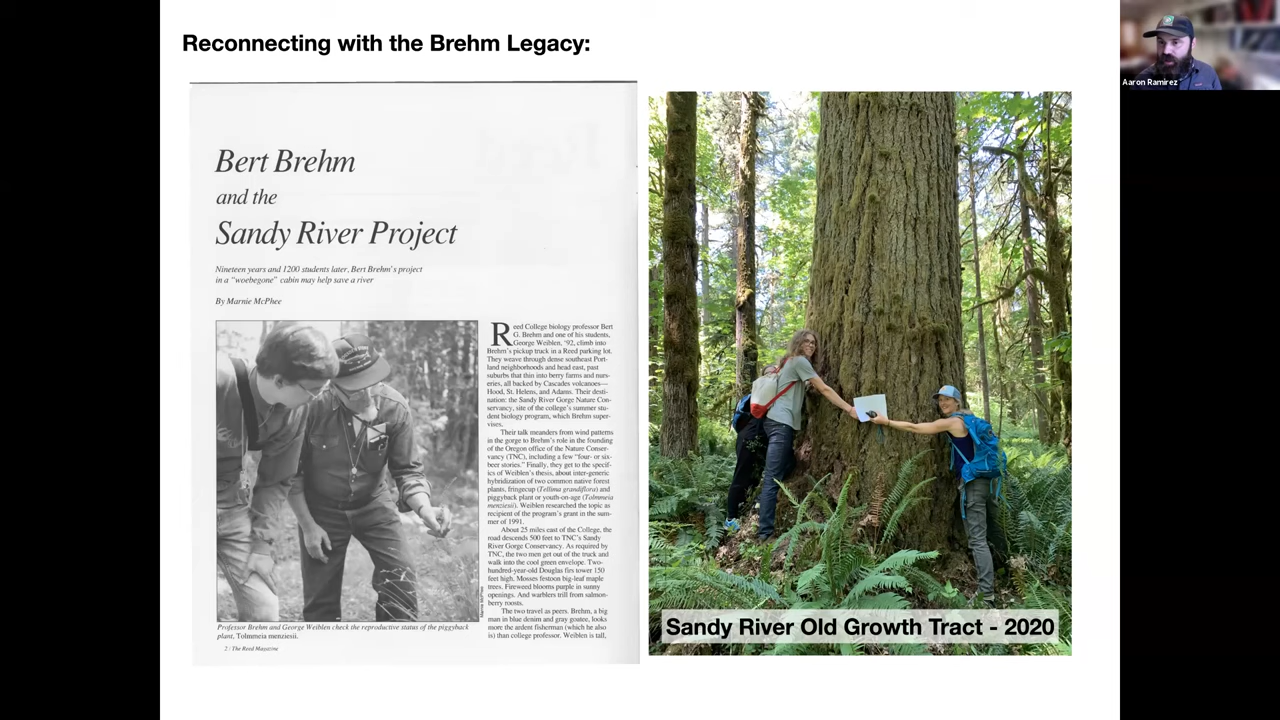 Reconnecting with the Brehm Legacy:
Bert Brehm
and the
Sandy River Project
Nineteen years and 1200 students later, Bert Brehm's project
in a "woebegone" cabin may help save a river
By Marnie McPhee
Reed College biology professor Bert
G. Brehm and one of his students,
George Weiblen, '92, climb into
Brehm's pickup truck in a Reed parking lot.
They weave through dense southeast Port-
land neighborhoods and head east, past
suburbs that thin into berry farms and nurs-
eries, all backed by Cascades volcanoes—
Hood, St. Helens, and Adams. Their desti-
nation: the Sandy River Gorge Nature Con-
servancy, site of the college's summer stu-
dent biology program, which Brehm super-
vises.
Their talk meanders from wind patterns
in the gorge to Brehm's role in the founding
of the Oregon office of the Nature Conser-
vancy (TNC), including a few "four- or six-
beer stories." Finally, they get to the specif-
ics of Weiblen's thesis, about inter-generic
hybridization of two common native forest
plants, fringecup (Tellima grandiflora) and
piggyback plant or youth-on-age (Tolmmeia
menziesii). Weiblen researched the topic as
recipient of the program's grant in the sum-
mer of 1991.
About 25 miles east of the College, the
road descends 500 feet to TNC's Sandy
River Gorge Conservancy. As required by
TNC, the two men get out of the truck and
walk into the cool green envelope. Two-
hundred-year-old Douglas firs tower 150
feet high. Mosses festoon big-leaf maple
trees. Fireweed blooms purple in sunny
openings. And warblers trill from salmon-
berry roosts.
The two travel as peers. Brehm, a big
man in blue denim and gray goatee, looks
more the ardent fisherman (which he also
is) than college professor. Weiblen is tall,
Marnie McPhee
Professor Brehm and George Weiblen check the reproductive status of the piggyback
plant, Tolmmeia menziesii.
2 / The Reed Magazine
Sandy River Old Growth Tract - 2020
Aaron Ramirez